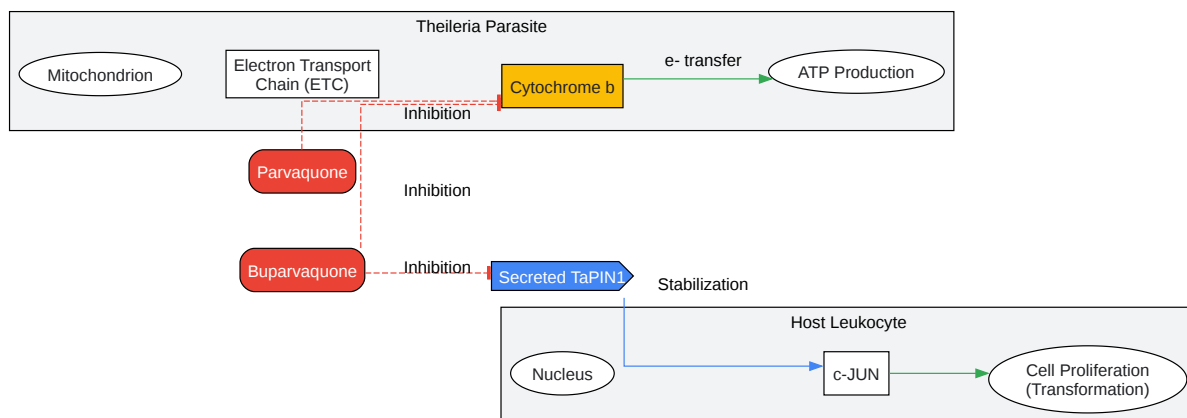 Theileria Parasite
Mitochondrion
Electron Transport
Chain (ETC)
Cytochrome b
e- transfer
ATP Production
Inhibition
Parvaquone
Inhibition
Buparvaquone
Inhibition
Secreted TaPIN1
Stabilization
Host Leukocyte
Nucleus
c-JUN
Cell Proliferation
(Transformation)